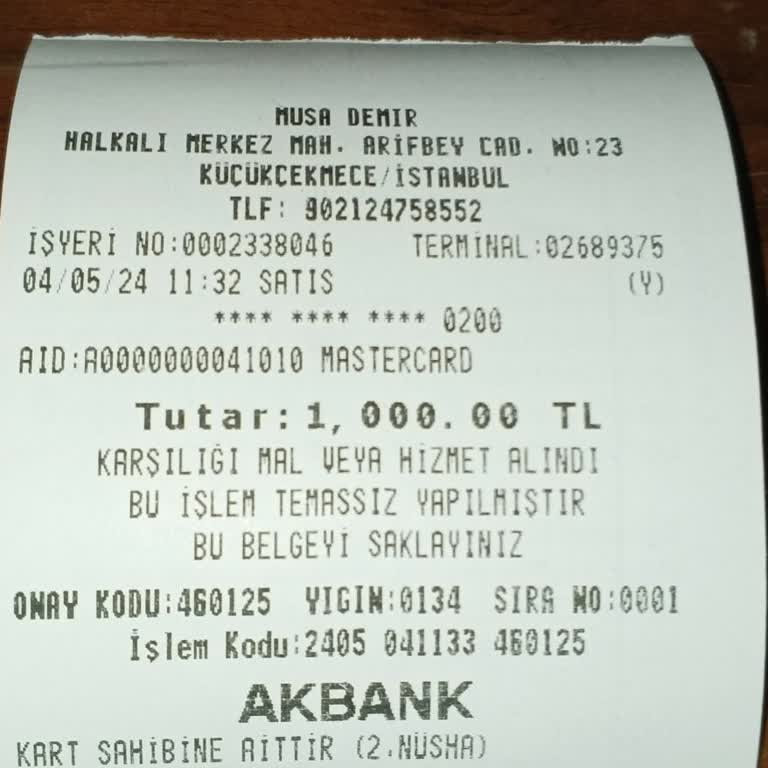 MUSA DEMIR
HALKALI MERKEZ MAH. ARİFBEY CAD. NO:23
KÜÇÜKÇEKMECE/İSTANBUL
TLF: 902124758552
İŞYERİ NO:0002338046 TERMİNAL:02689375
04/05/24 11:32 SATIS (Y)
**** **** **** 0200
AID:A0000000041010 MASTERCARD
Tutar:1,000.00 TL
KARŞILIĞI MAL VEYA HİZMET ALINDI
BU İŞLEM TEMASSIZ YAPILMIŞTIR
BU BELGEYİ SAKLAYINIZ
ONAY KODU:460125 YIGIN:0134 SIRA NO:0001
İşlem Kodu:2405 041133 460125
AKBANK
KART SAHİBİNE AİTTİR (2.NÜSHA)